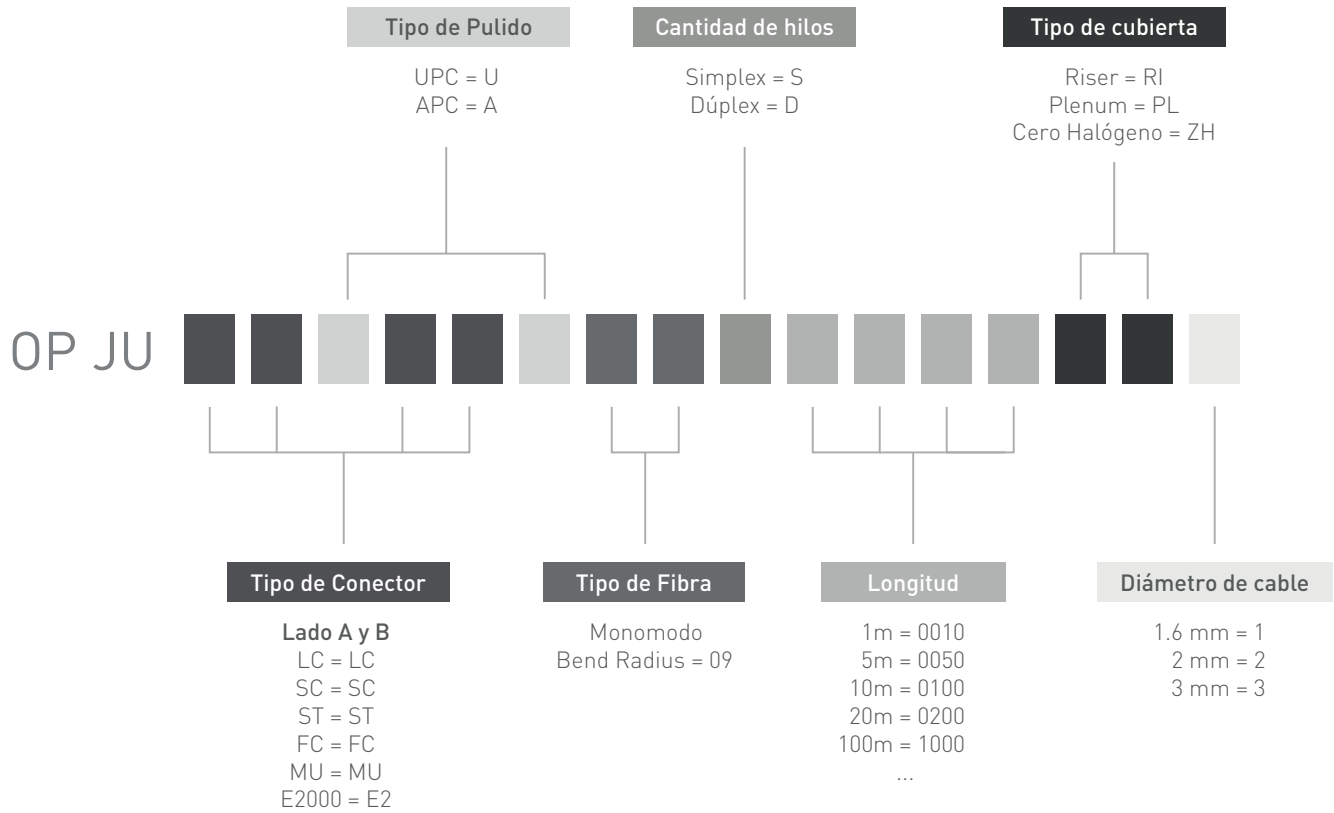 Tipo de Pulido
UPC = U
APC = A
Cantidad de hilos
Simplex = S
Dúplex = D
Tipo de cubierta
Riser = RI
Plenum = PL
Cero Halógeno = ZH
OP JU
Tipo de Conector
Lado A y B
LC = LC
SC = SC
ST = ST
FC = FC
MU = MU
E2000 = E2
Tipo de Fibra
Monomodo
Bend Radius = 09
Longitud
1m = 0010
5m = 0050
10m = 0100
20m = 0200
100m = 1000
...
Diámetro de cable
1.6 mm = 1
2 mm = 2
3 mm = 3